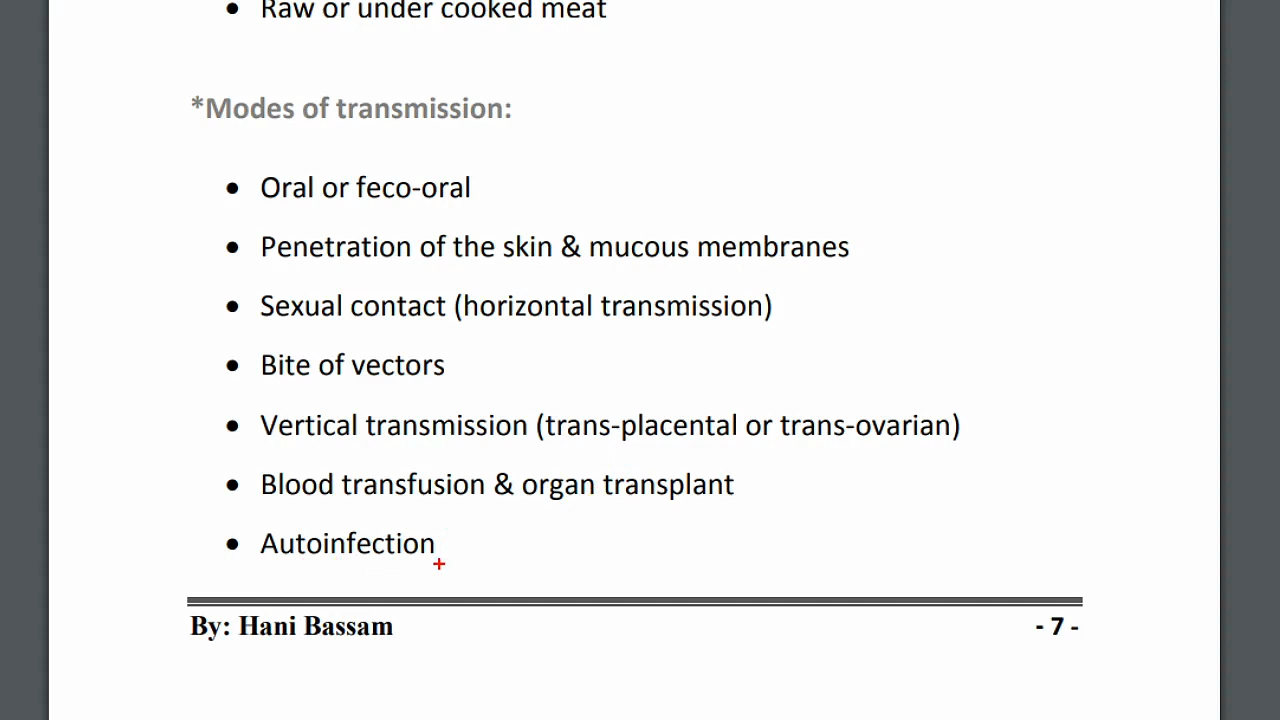 • Raw or under cooked meat
*Modes of transmission:
• Oral or feco-oral
• Penetration of the skin & mucous membranes
• Sexual contact (horizontal transmission)
• Bite of vectors
• Vertical transmission (trans-placental or trans-ovarian)
• Blood transfusion & organ transplant
• Autoinfection
By: Hani Bassam - 7 -